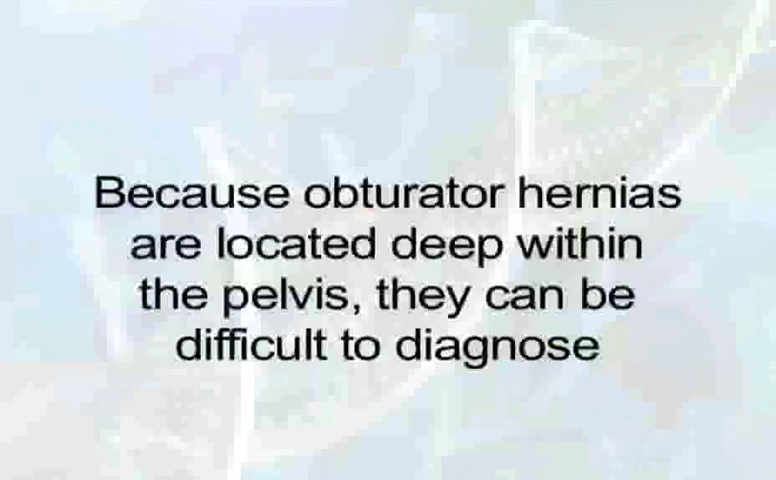 Because obturator hernias
are located deep within
the pelvis, they can be
difficult to diagnose